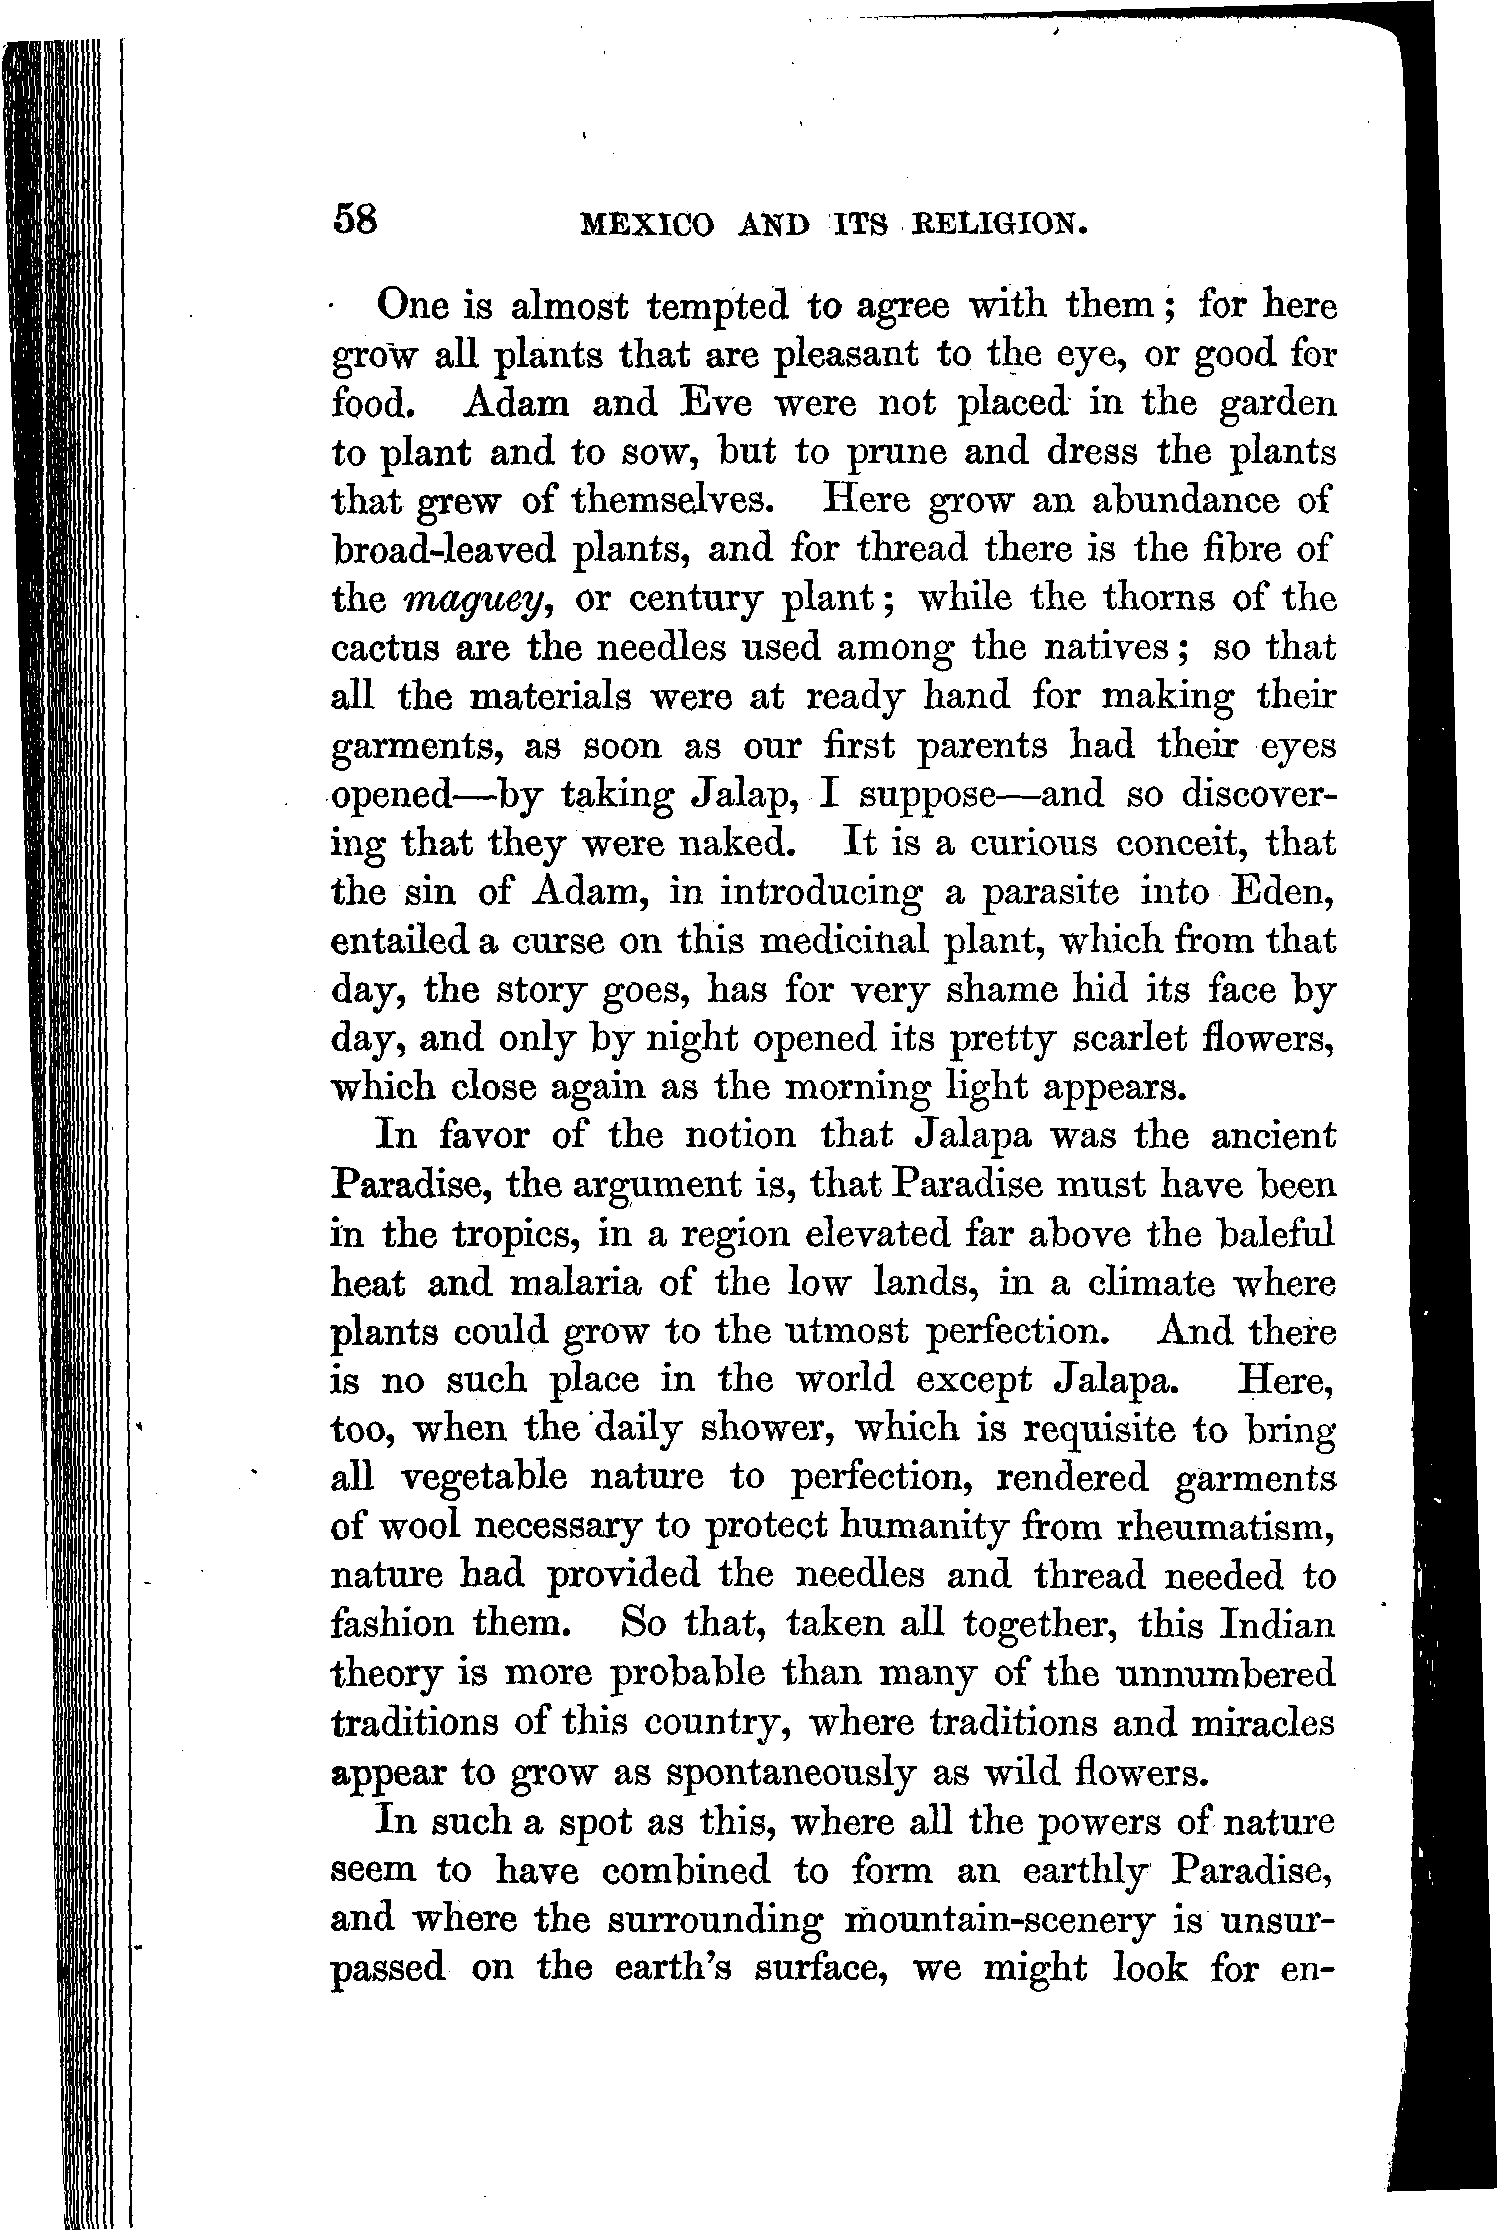 58 MEXICO AND ITS RELIGION.
One is almost tempted to agree with them; for here
grow all plants that are pleasant to the eye, or good for
food. Adam and Eve were not placed in the garden
to plant and to sow, but to prune and dress the plants
that grew of themselves. Here grow an abundance of
broad-leaved plants, and for thread there is the fibre of
the maguey, or century plant; while the thorns of the
cactus are the needles used among the natives; so that
all the materials were at ready hand for making their
garments, as soon as our first parents had their eyes
opened—by taking Jalap, I suppose—and so discover-
ing that they were naked. It is a curious conceit, that
the sin of Adam, in introducing a parasite into Eden,
entailed a curse on this medicinal plant, which from that
day, the story goes, has for very shame hid its face by
day, and only by night opened its pretty scarlet flowers,
which close again as the morning light appears.
In favor of the notion that Jalapa was the ancient
Paradise, the argument is, that Paradise must have been
in the tropics, in a region elevated far above the baleful
heat and malaria of the low lands, in a climate where
plants could grow to the utmost perfection. And there
is no such place in the world except Jalapa. Here,
too, when the daily shower, which is requisite to bring
all vegetable nature to perfection, rendered garments
of wool necessary to protect humanity from rheumatism,
nature had provided the needles and thread needed to
fashion them. So that, taken all together, this Indian
theory is more probable than many of the unnumbered
traditions of this country, where traditions and miracles
appear to grow as spontaneously as wild flowers.
In such a spot as this, where all the powers of nature
seem to have combined to form an earthly Paradise,
and where the surrounding mountain-scenery is unsur-
passed on the earth's surface, we might look for en-